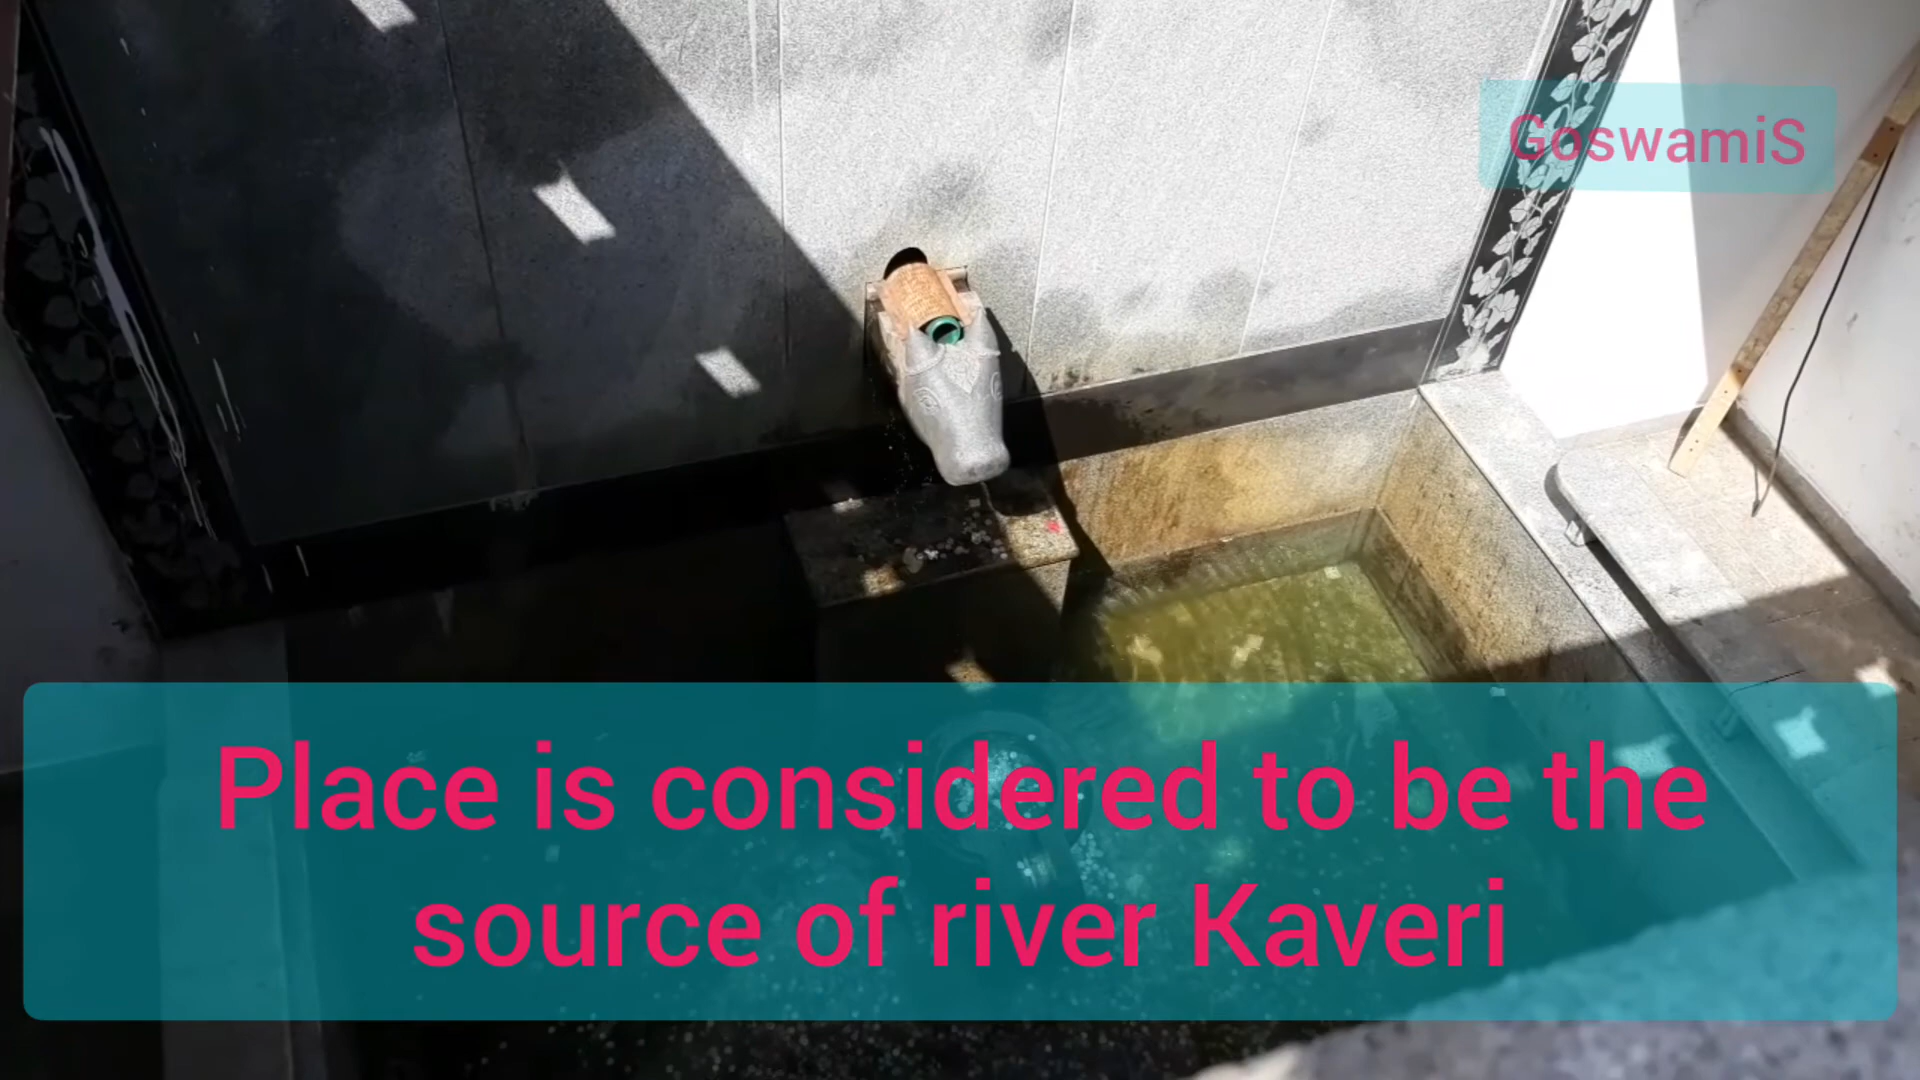 GoswamiS
Place is considered to be the
source of river Kaveri